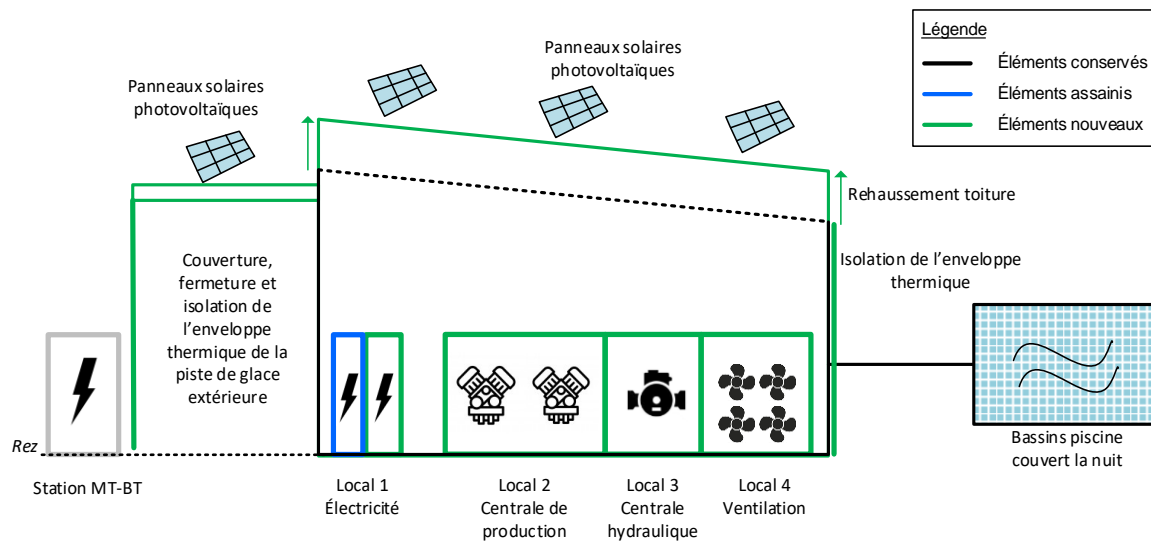 Légende
Éléments conservés
Éléments assainis
Éléments nouveaux
Panneaux solaires
photovoltaïques
Panneaux solaires
photovoltaïques
Rehaussement toiture
Couverture,
fermeture et
isolation de
l’enveloppe
thermique de la
piste de glace
extérieure
Isolation de l’enveloppe
thermique
Rez
Station MT-BT
Local 1
Électricité
Local 2
Centrale de
production
Local 3
Centrale
hydraulique
Local 4
Ventilation
Bassins piscine
couvert la nuit